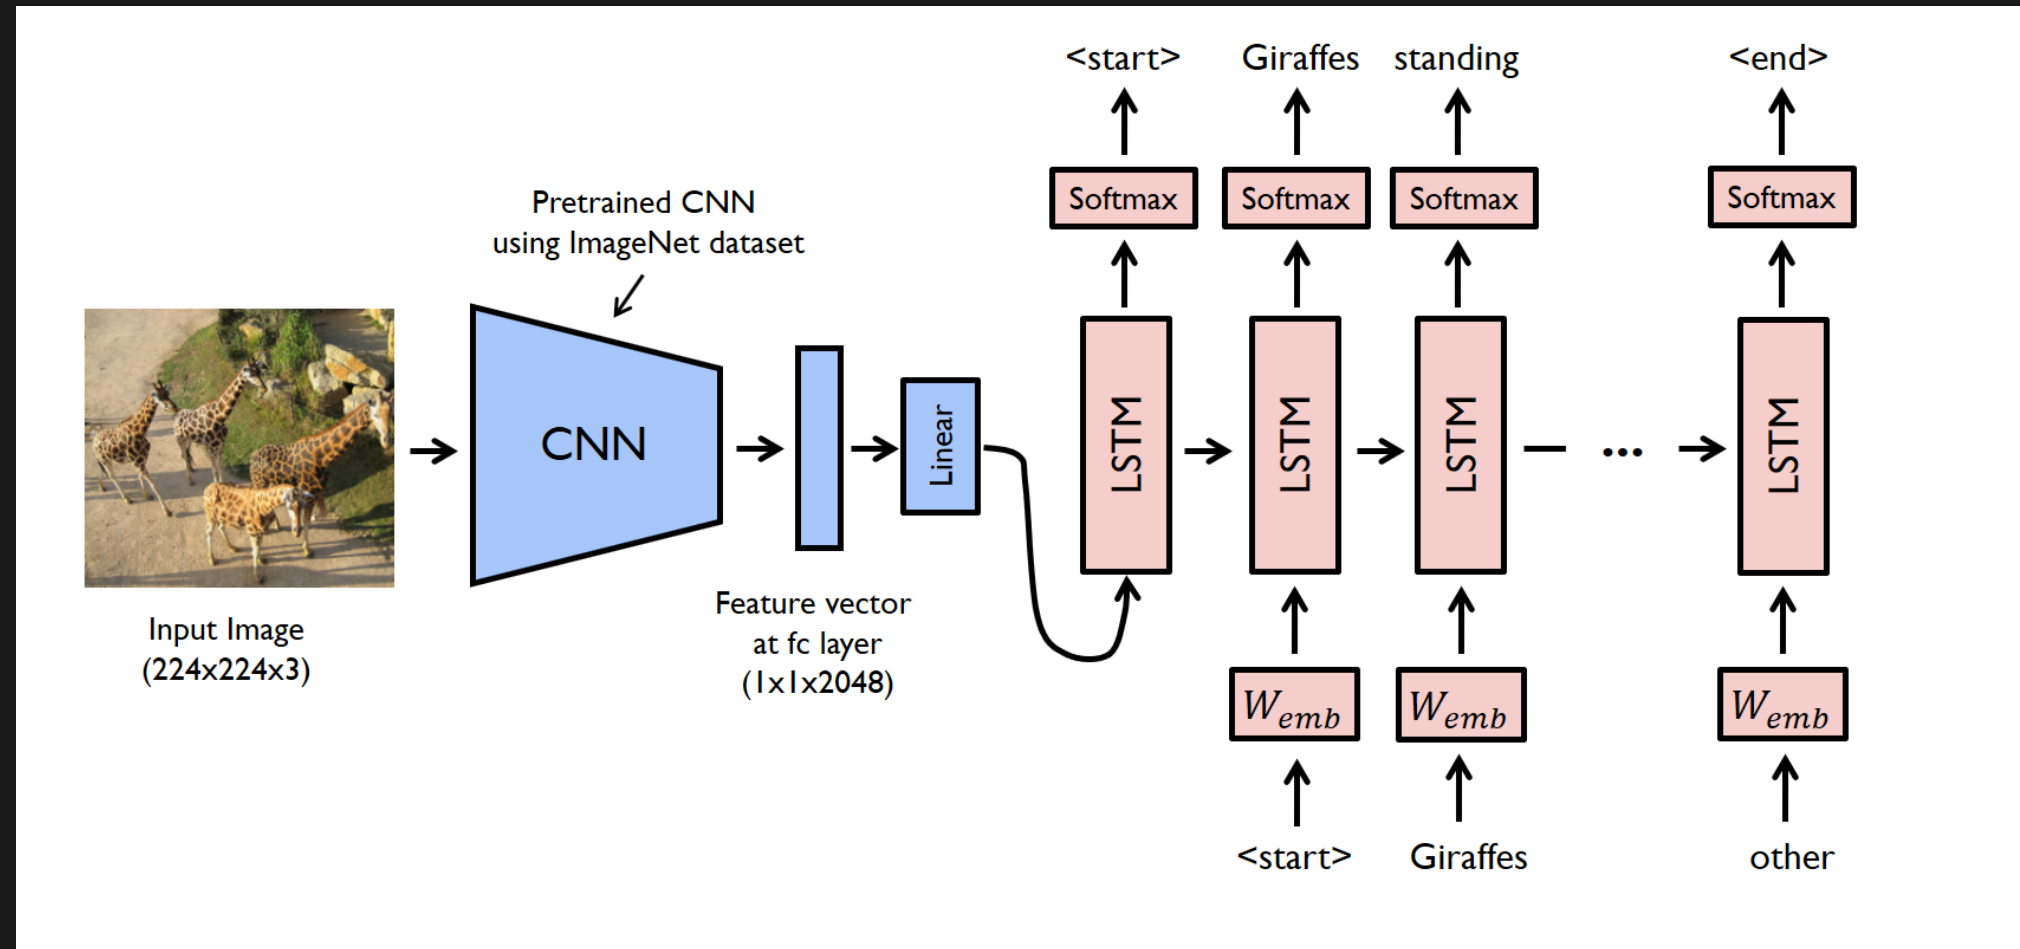 <start> Giraffes standing <end>
Softmax Softmax Softmax Softmax
Pretrained CNN
using ImageNet dataset
CNN
Linear
LSTM LSTM LSTM ... LSTM
Input Image
(224x224x3)
Feature vector
at fc layer
(1x1x2048)
W_emb W_emb W_emb
<start> Giraffes other